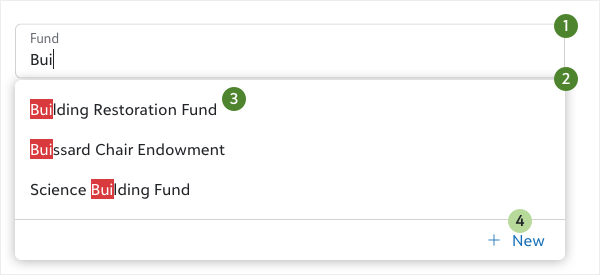 1
Fund
Bui
2
Building Restoration Fund 3
Buissard Chair Endowment
Science Building Fund
4
+ New